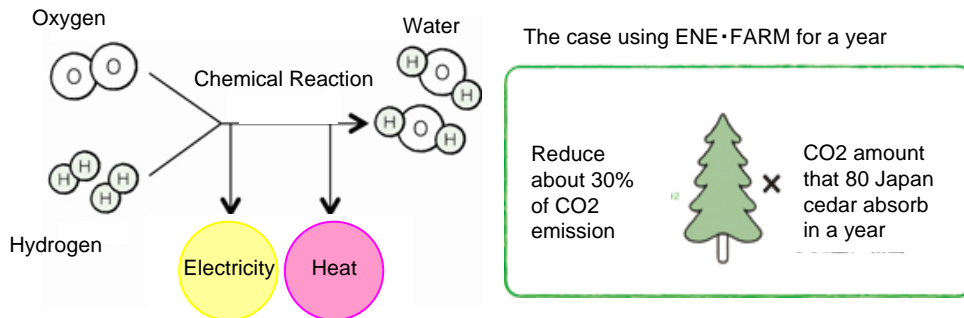 Oxygen
Water
O O
H
O
H
Chemical Reaction
H O H
H H
H H
Hydrogen
Electricity
Heat
The case using ENE・FARM for a year
Reduce
about 30%
of CO2
emission
×
CO2 amount
that 80 Japan
cedar absorb
in a year